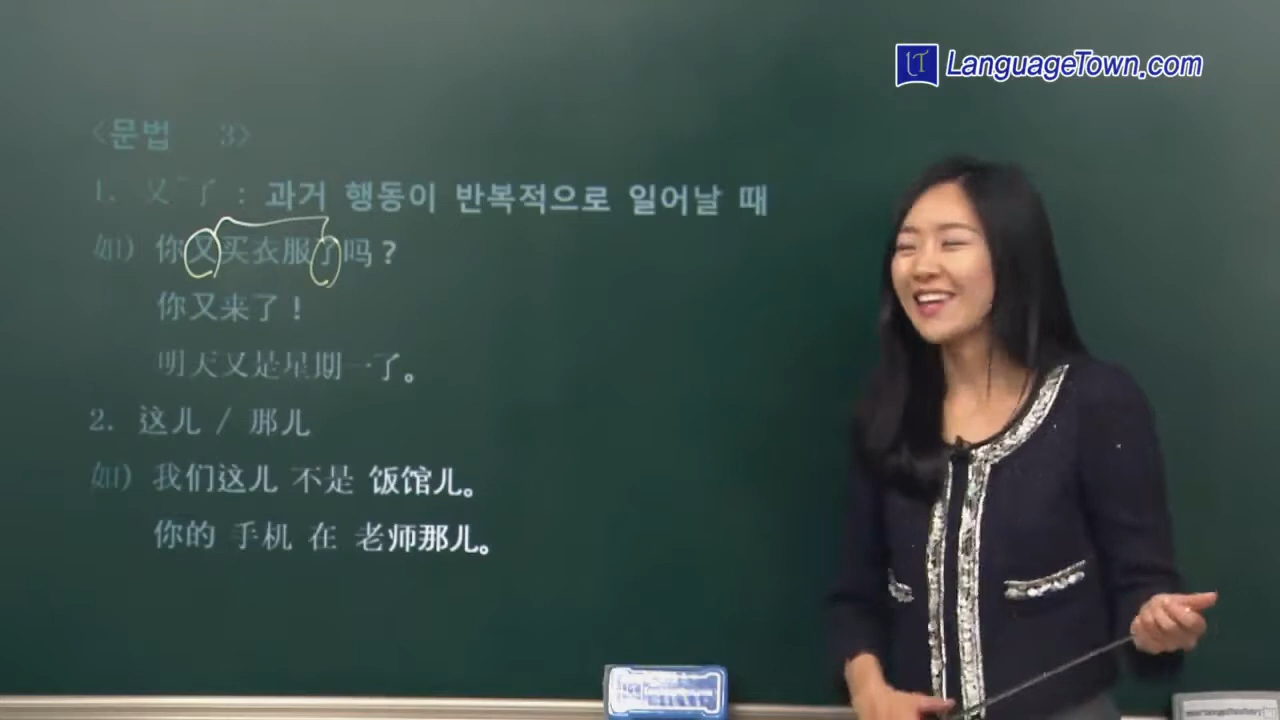 LanguageTown.com
<문법 3>
1. 又~了 : 과거 행동이 반복적으로 일어날 때
如) 你又买衣服了吗?
你又来了!
明天又是星期一了。
2. 这儿 / 那儿
如) 我们这儿 不是 饭馆儿。
你的 手机 在 老师那儿。
LanguageTown.com